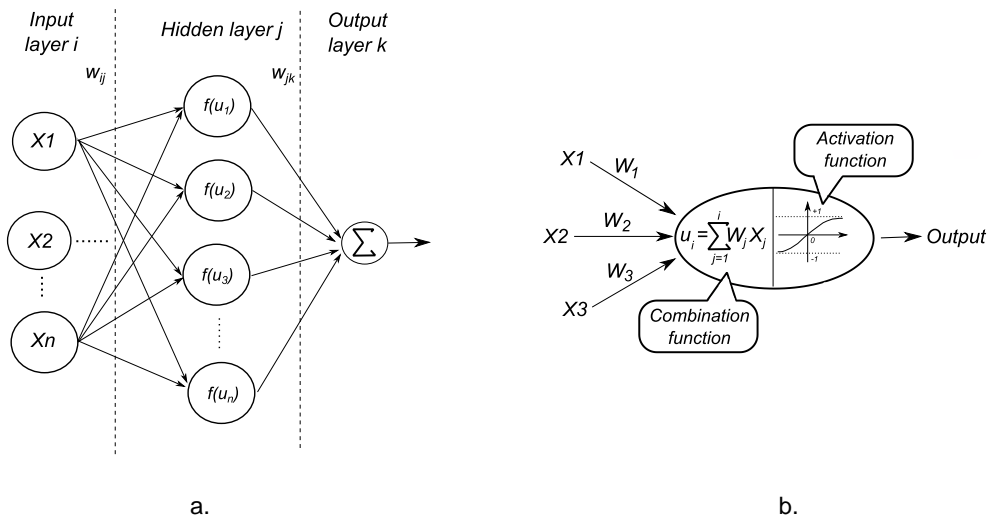 Input
layer i
Hidden layer j
Output
layer k
w_ij
w_jk
X1
X2
Xn
f(u_1)
f(u_2)
f(u_3)
f(u_n)
Σ
a.
X1
W_1
X2
W_2
X3
W_3
u_i=∑_{j=1}^{i}W_j X_j
+1
0
-1
Activation
function
Combination
function
Output
b.